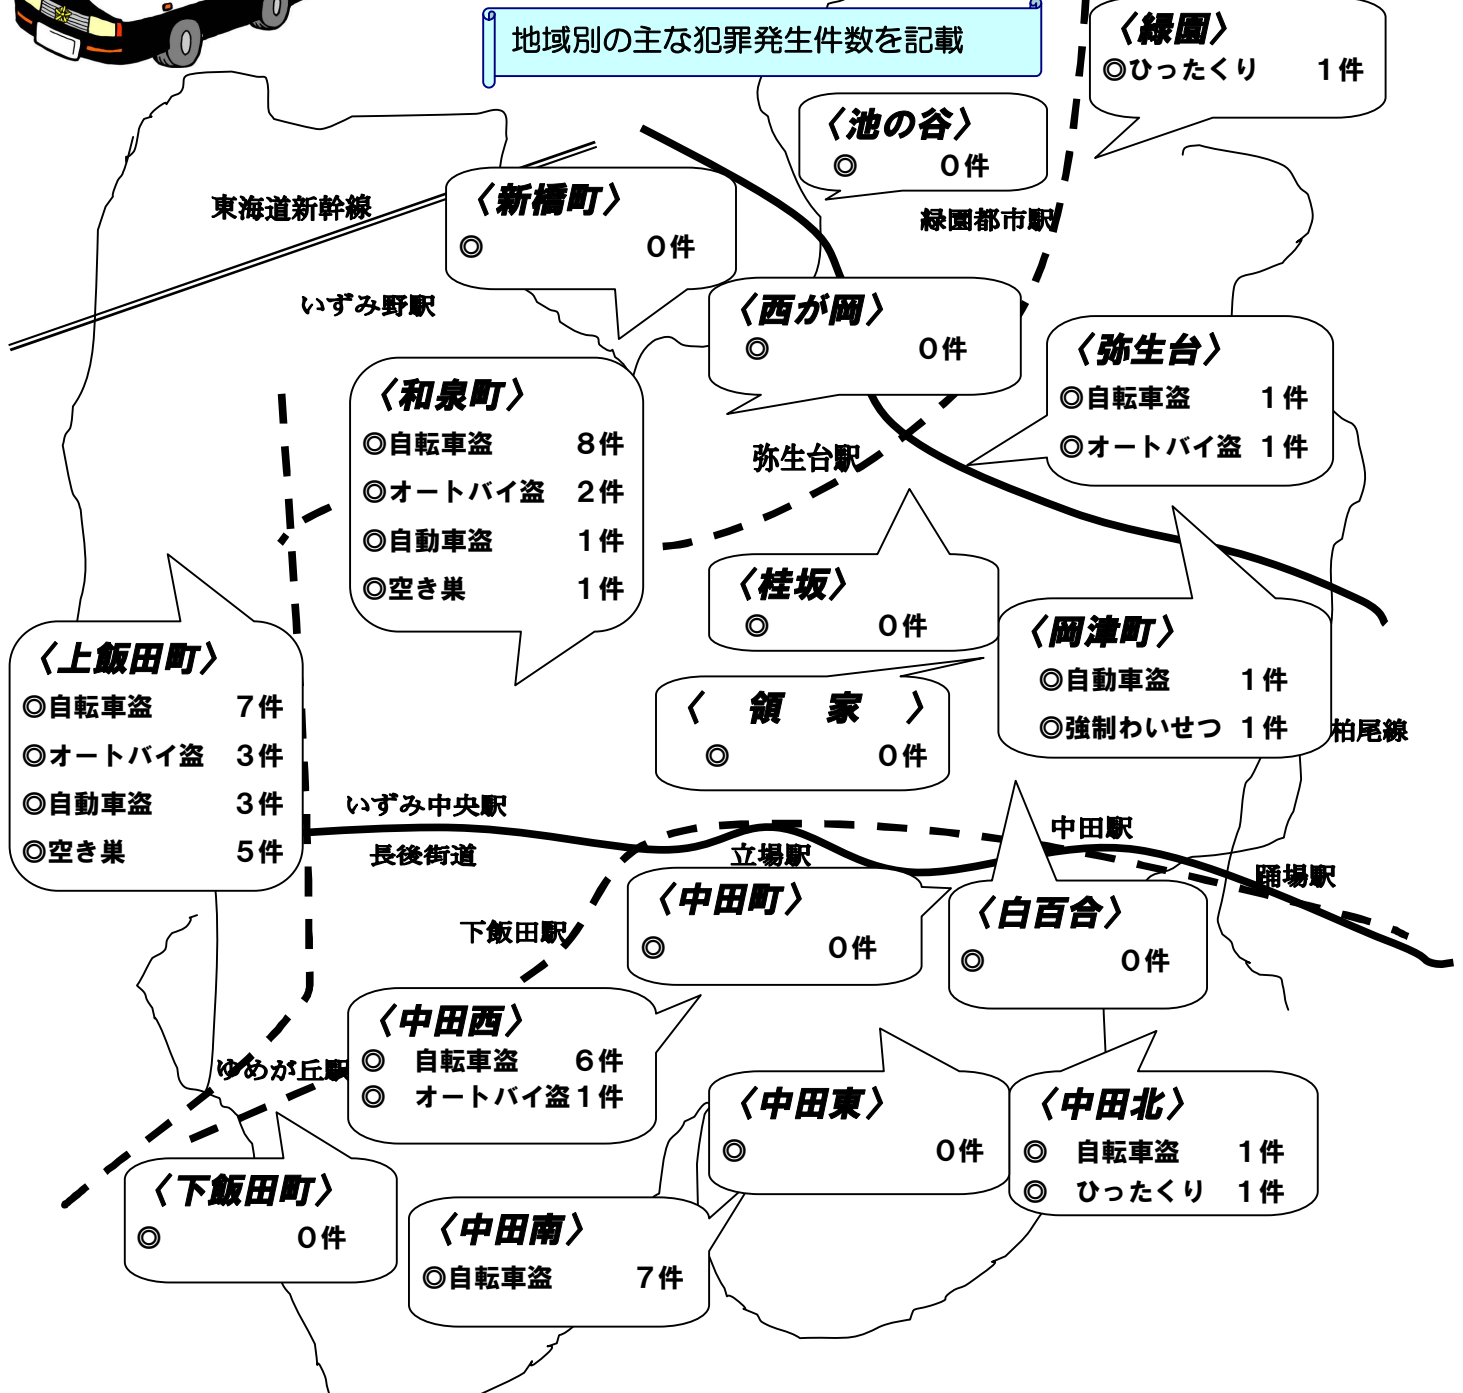 地域別の主な犯罪発生件数を記載
〈緑園〉
◎ひったくり 1件
〈池の谷〉
◎ 0件
緑園都市駅
東海道新幹線
〈新橋町〉
◎ 0件
いずみ野駅
〈西が岡〉
◎ 0件
〈弥生台〉
◎自転車盗 1件
◎オートバイ盗 1件
〈和泉町〉
◎自転車盗 8件
◎オートバイ盗 2件
◎自動車盗 1件
◎空き巣 1件
弥生台駅
〈桂坂〉
◎ 0件
〈岡津町〉
◎自動車盗 1件
◎強制わいせつ 1件
柏尾線
〈上飯田町〉
◎自転車盗 7件
◎オートバイ盗 3件
◎自動車盗 3件
◎空き巣 5件
〈 領 家 〉
◎ 0件
いずみ中央駅
長後街道
立場駅
中田駅
踊場駅
〈中田町〉
◎ 0件
〈白百合〉
◎ 0件
下飯田駅
〈中田西〉
◎ 自転車盗 6件
◎ オートバイ盗 1件
ゆめが丘駅
〈中田東〉
◎ 0件
〈中田北〉
◎ 自転車盗 1件
◎ ひったくり 1件
〈下飯田町〉
◎ 0件
〈中田南〉
◎自転車盗 7件